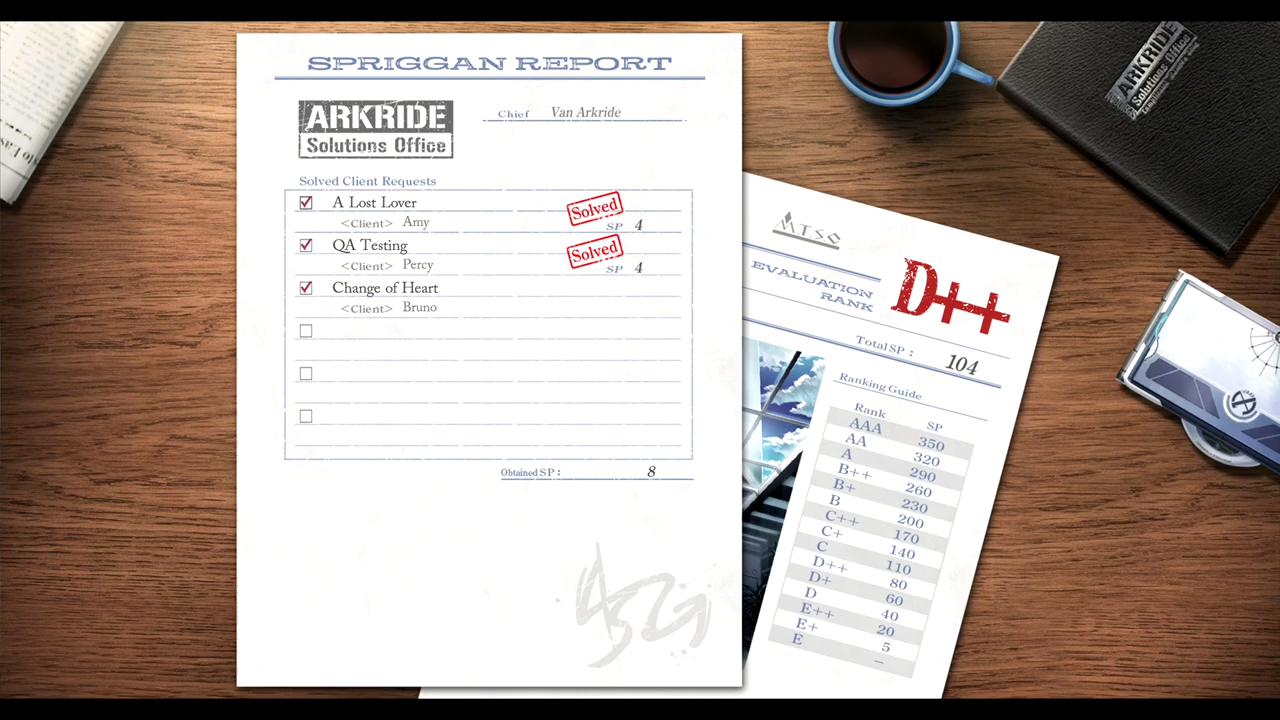 SPRIGGAN REPORT
ARKRIDE
Solutions Office
Chief Van Arkride
Solved Client Requests
A Lost Lover
Solved
<Client> Amy
SP 4
QA Testing
Solved
<Client> Percy
SP 4
Change of Heart
<Client> Bruno
Obtained SP : 8
MTSC
EVALUATION
RANK
D++
Total SP : 104
Ranking Guide
Rank SP
AAA 350
AA 320
A 290
B++ 260
B+ 230
B 200
C++ 170
C+ 140
C 110
D++ 80
D+ 60
D 40
E++ 20
E+ 5
E –
ARKRIDE
Solutions Office